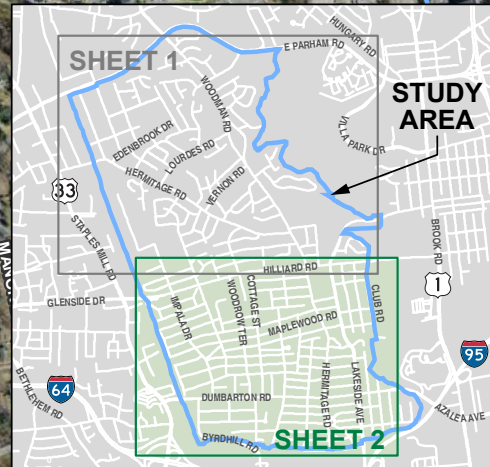 HUNGARY RD
E PARHAM RD
SHEET 1
WOODMAN RD
STUDY
AREA
VILLA PARK DR
EDENBROOK DR
LOURDES RD
HERMITAGE RD
VERNON RD
33
STAPLES MILL RD
BROOK RD
HILLIARD RD
1
GLENSIDE DR
IMPALA DR
COTTAGE ST
WOODROW TER
CLUB RD
MAPLEWOOD RD
95
64
BETHLEHEM RD
HERMITAGE RD
LAKESIDE AVE
DUMBARTON RD
AZALEA AVE
BYRDHILL RD
SHEET 2